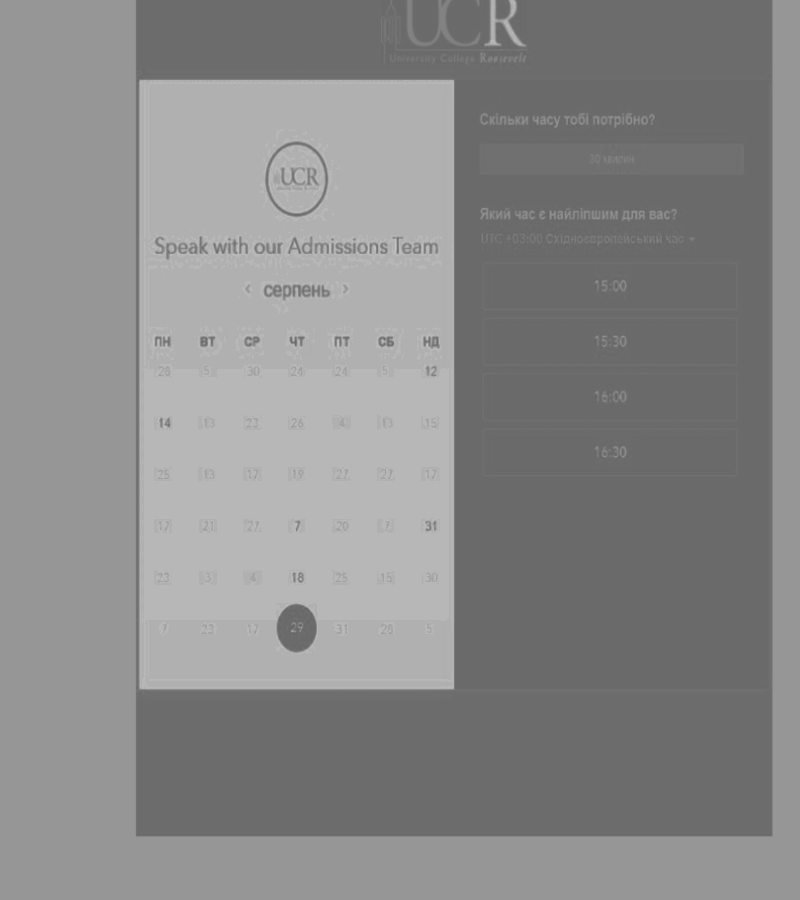 UCR
University College Roosevelt
UCR
Speak with our Admissions Team
‹ серпень ›
ПН ВТ СР ЧТ ПТ СБ НД
28 5 30 24 24 5 12
14 13 22 26 4 13 15
25 13 17 19 27 27 17
17 21 27 7 20 7 31
23 3 4 18 25 15 30
7 23 17 29 31 28 5
Скільки часу тобі потрібно?
30 хвилин
Який час є найліпшим для вас?
UTC +03:00 Східноєвропейський час
15:00
15:30
16:00
16:30